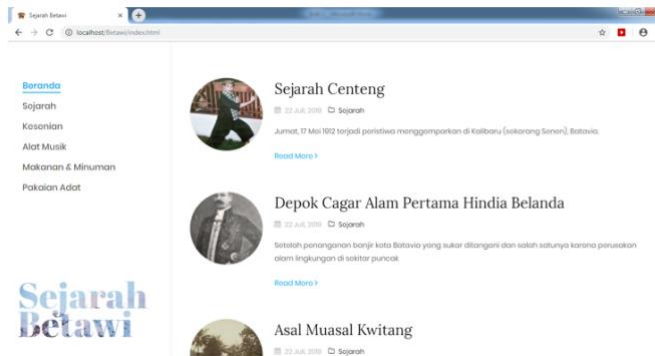 Sejarah Betawi
localhost/Betawi/index.html
Beranda
Sejarah
Kesenian
Alat Musik
Makanan & Minuman
Pakaian Adat
Sejarah
Betawi
Sejarah Centeng
22 Juli, 2019 Sejarah
Jumat, 17 Mei 1912 terjadi peristiwa menggemparkan di Kalibaru (sekarang Senen), Batavia.
Read More >
Depok Cagar Alam Pertama Hindia Belanda
22 Juli, 2019 Sejarah
Setelah penanganan banjir kota Batavia yang sukar ditangani dan salah satunya karena perusakan
alam lingkungan di sekitar puncak
Read More >
Asal Muasal Kwitang
22 Juli, 2019 Sejarah